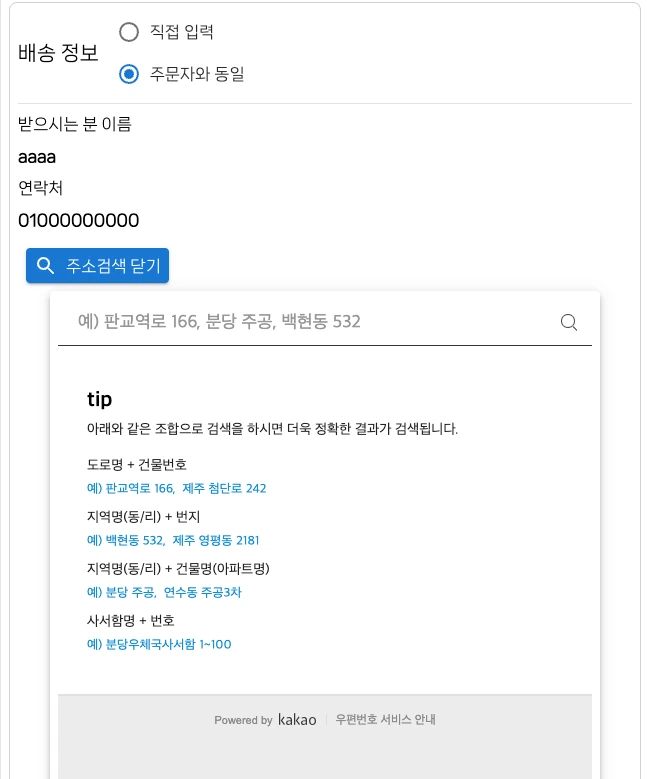 직접 입력
배송 정보
주문자와 동일
받으시는 분 이름
aaaa
연락처
01000000000
주소검색 닫기
예) 판교역로 166, 분당 주공, 백현동 532
tip
아래와 같은 조합으로 검색을 하시면 더욱 정확한 결과가 검색됩니다.
도로명 + 건물번호
예) 판교역로 166, 제주 첨단로 242
지역명(동/리) + 번지
예) 백현동 532, 제주 영평동 2181
지역명(동/리) + 건물명(아파트명)
예) 분당 주공, 연수동 주공3차
사서함명 + 번호
예) 분당우체국사서함 1~100
Powered by kakao 우편번호 서비스 안내